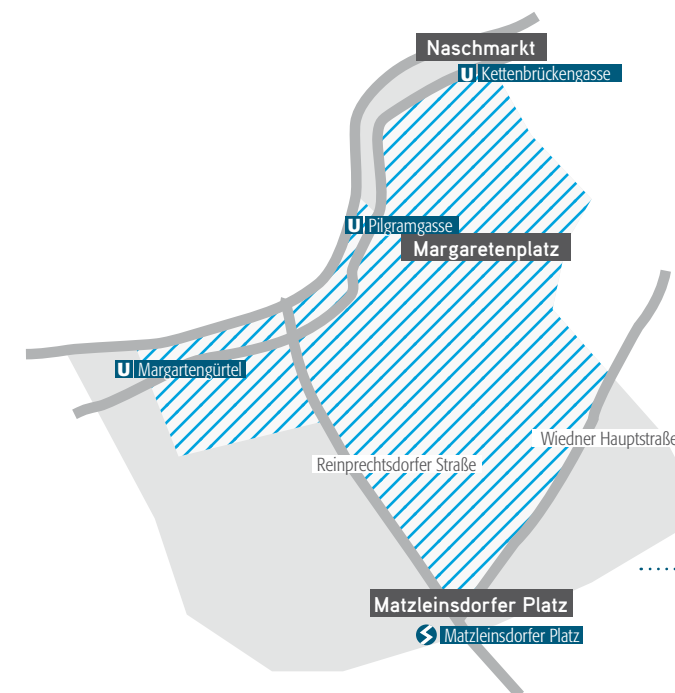 Naschmarkt
U Kettenbrückengasse
U Pilgramgasse
Margaretenplatz
U Margartengürtel
Wiedner Hauptstraße
Reinprechtsdorfer Straße
Matzleinsdorfer Platz
S Matzleinsdorfer Platz